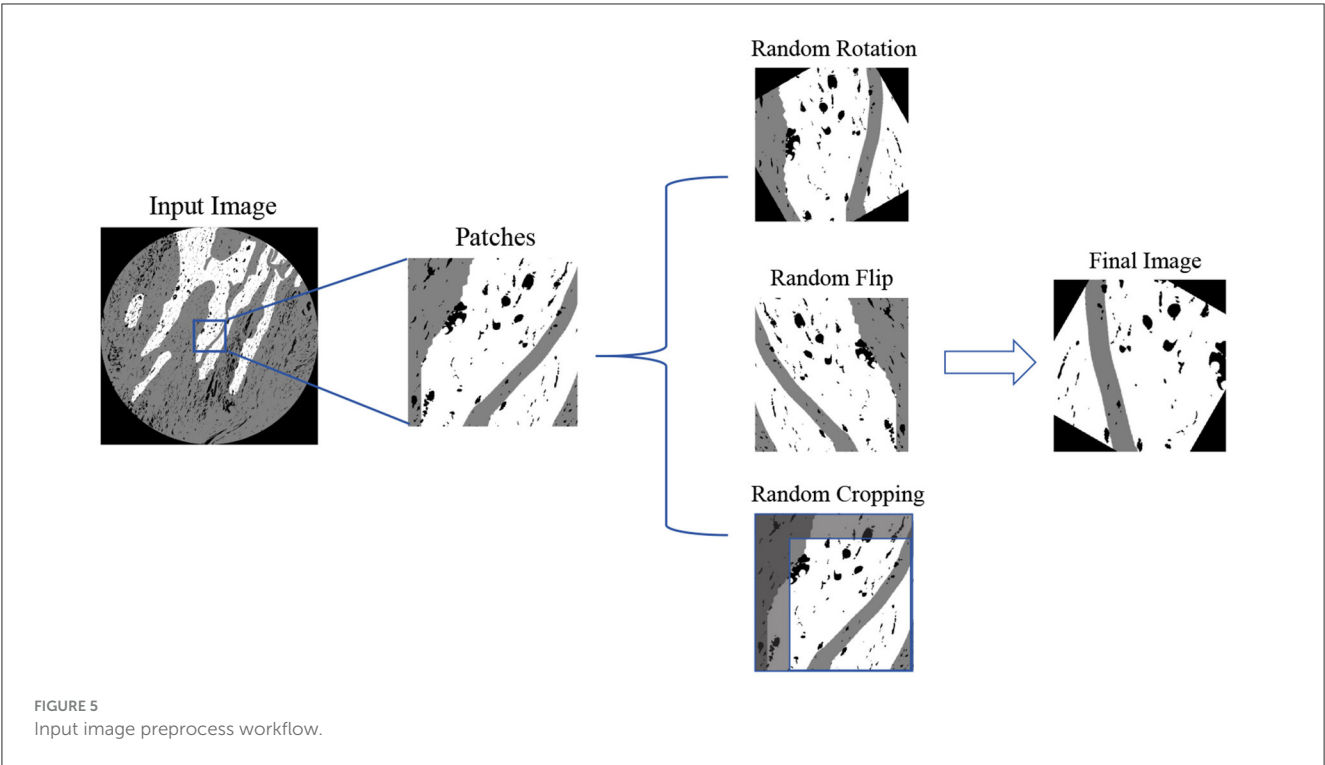 Input Image
Patches
Random Rotation
Random Flip
Random Cropping
Final Image
FIGURE 5
Input image preprocess workflow.